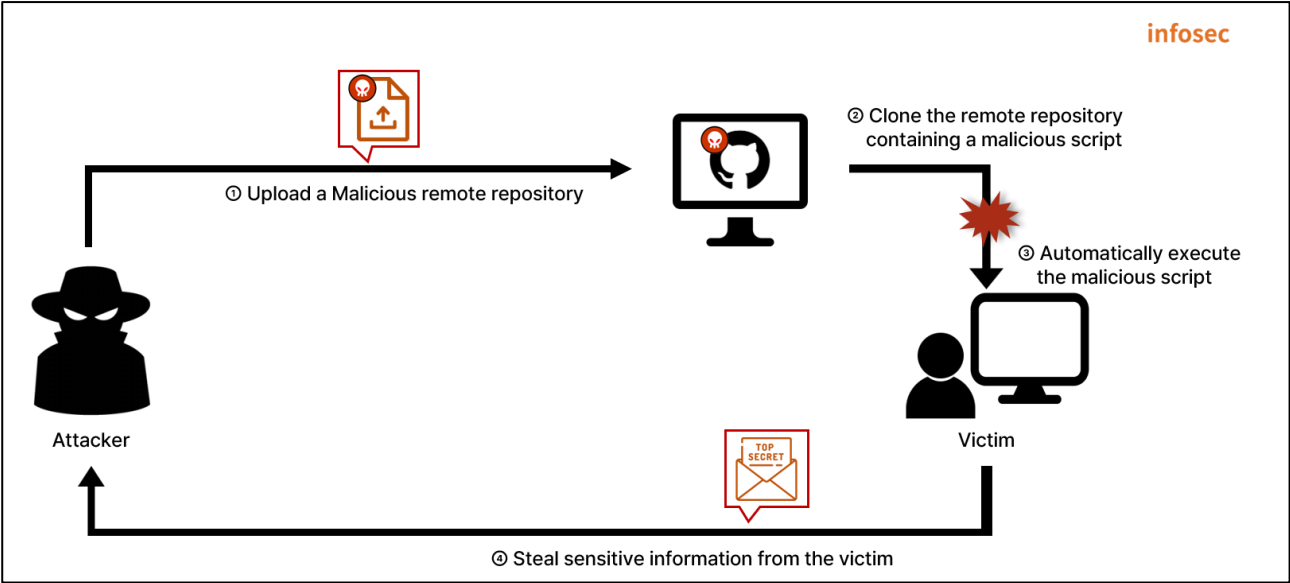 infosec
② Clone the remote repository
containing a malicious script
① Upload a Malicious remote repository
③ Automatically execute
the malicious script
Attacker
Victim
TOP
SECRET
④ Steal sensitive information from the victim